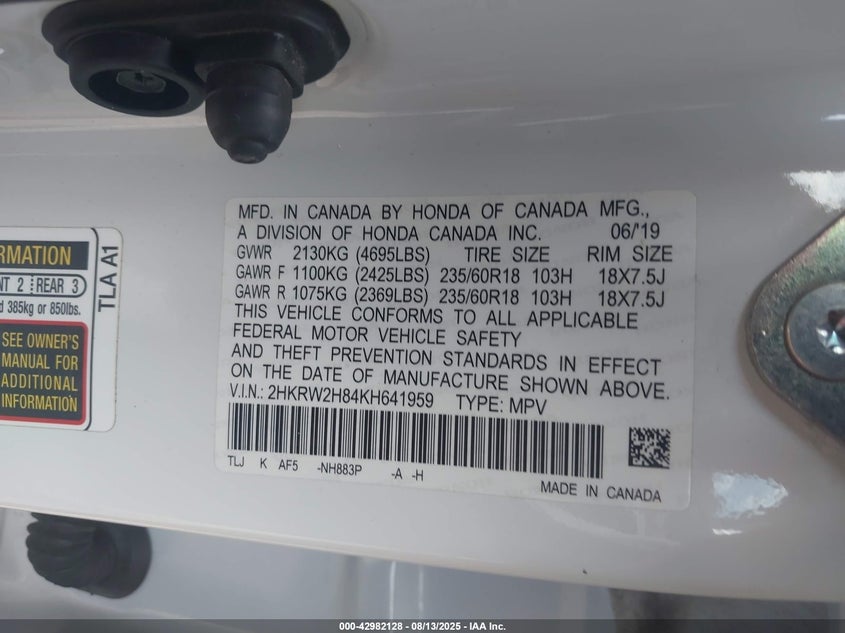 RMATION
NT 2 REAR 3
d 385kg or 850lbs.
SEE OWNER'S
MANUAL FOR
ADDITIONAL
INFORMATION
TLA A1
MFD. IN CANADA BY HONDA OF CANADA MFG.,
A DIVISION OF HONDA CANADA INC. 06/'19
GVWR 2130KG (4695LBS) TIRE SIZE RIM SIZE
GAWR F 1100KG (2425LBS) 235/60R18 103H 18X7.5J
GAWR R 1075KG (2369LBS) 235/60R18 103H 18X7.5J
THIS VEHICLE CONFORMS TO ALL APPLICABLE
FEDERAL MOTOR VEHICLE SAFETY
AND THEFT PREVENTION STANDARDS IN EFFECT
ON THE DATE OF MANUFACTURE SHOWN ABOVE.
V.I.N.: 2HKRW2H84KH641959 TYPE: MPV
TLJ K AF5 -NH883P -A -H
MADE IN CANADA
000-42982128 - 08/13/2025 - IAA Inc.